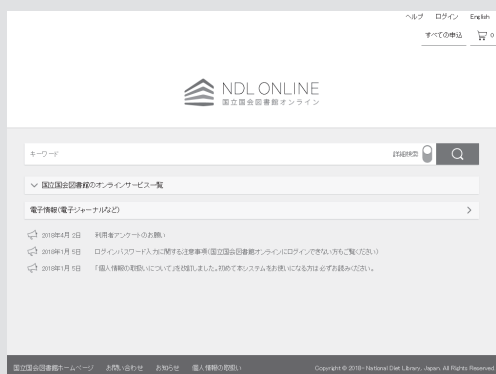 ヘルプ ログイン English
すべての申込 0
NDL ONLINE
国立国会図書館オンライン
キーワード 詳細検索
国立国会図書館のオンラインサービス一覧
電子情報(電子ジャーナルなど)
2018年4月 2日 利用者アンケートのお願い
2018年1月 5日 ログインパスワード入力に関する注意事項(国立国会図書館オンラインにログインできない方もご覧ください)
2018年1月 5日 「個人情報の取扱いについて」を改訂しました。初めて本システムをお使いになる方は必ずお読みください。
国立国会図書館ホームページ お問い合わせ お知らせ 個人情報の取扱い Copyright © 2018- National Diet Library, Japan. All Rights Reserved.